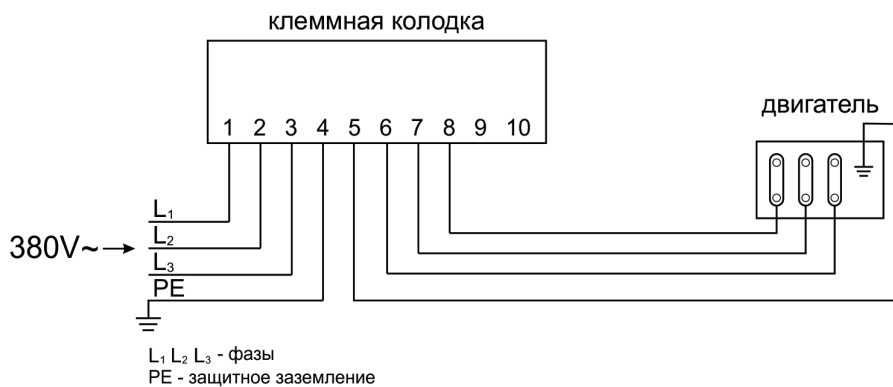 клеммная колодка
1 2 3 4 5 6 7 8 9 10
двигатель
L₁
L₂
380V~
L₃
PE
L₁ L₂ L₃ - фазы
PE - защитное заземление